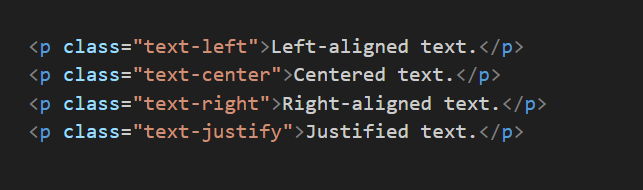 <p class="text-left">Left-aligned text.</p>
<p class="text-center">Centered text.</p>
<p class="text-right">Right-aligned text.</p>
<p class="text-justify">Justified text.</p>